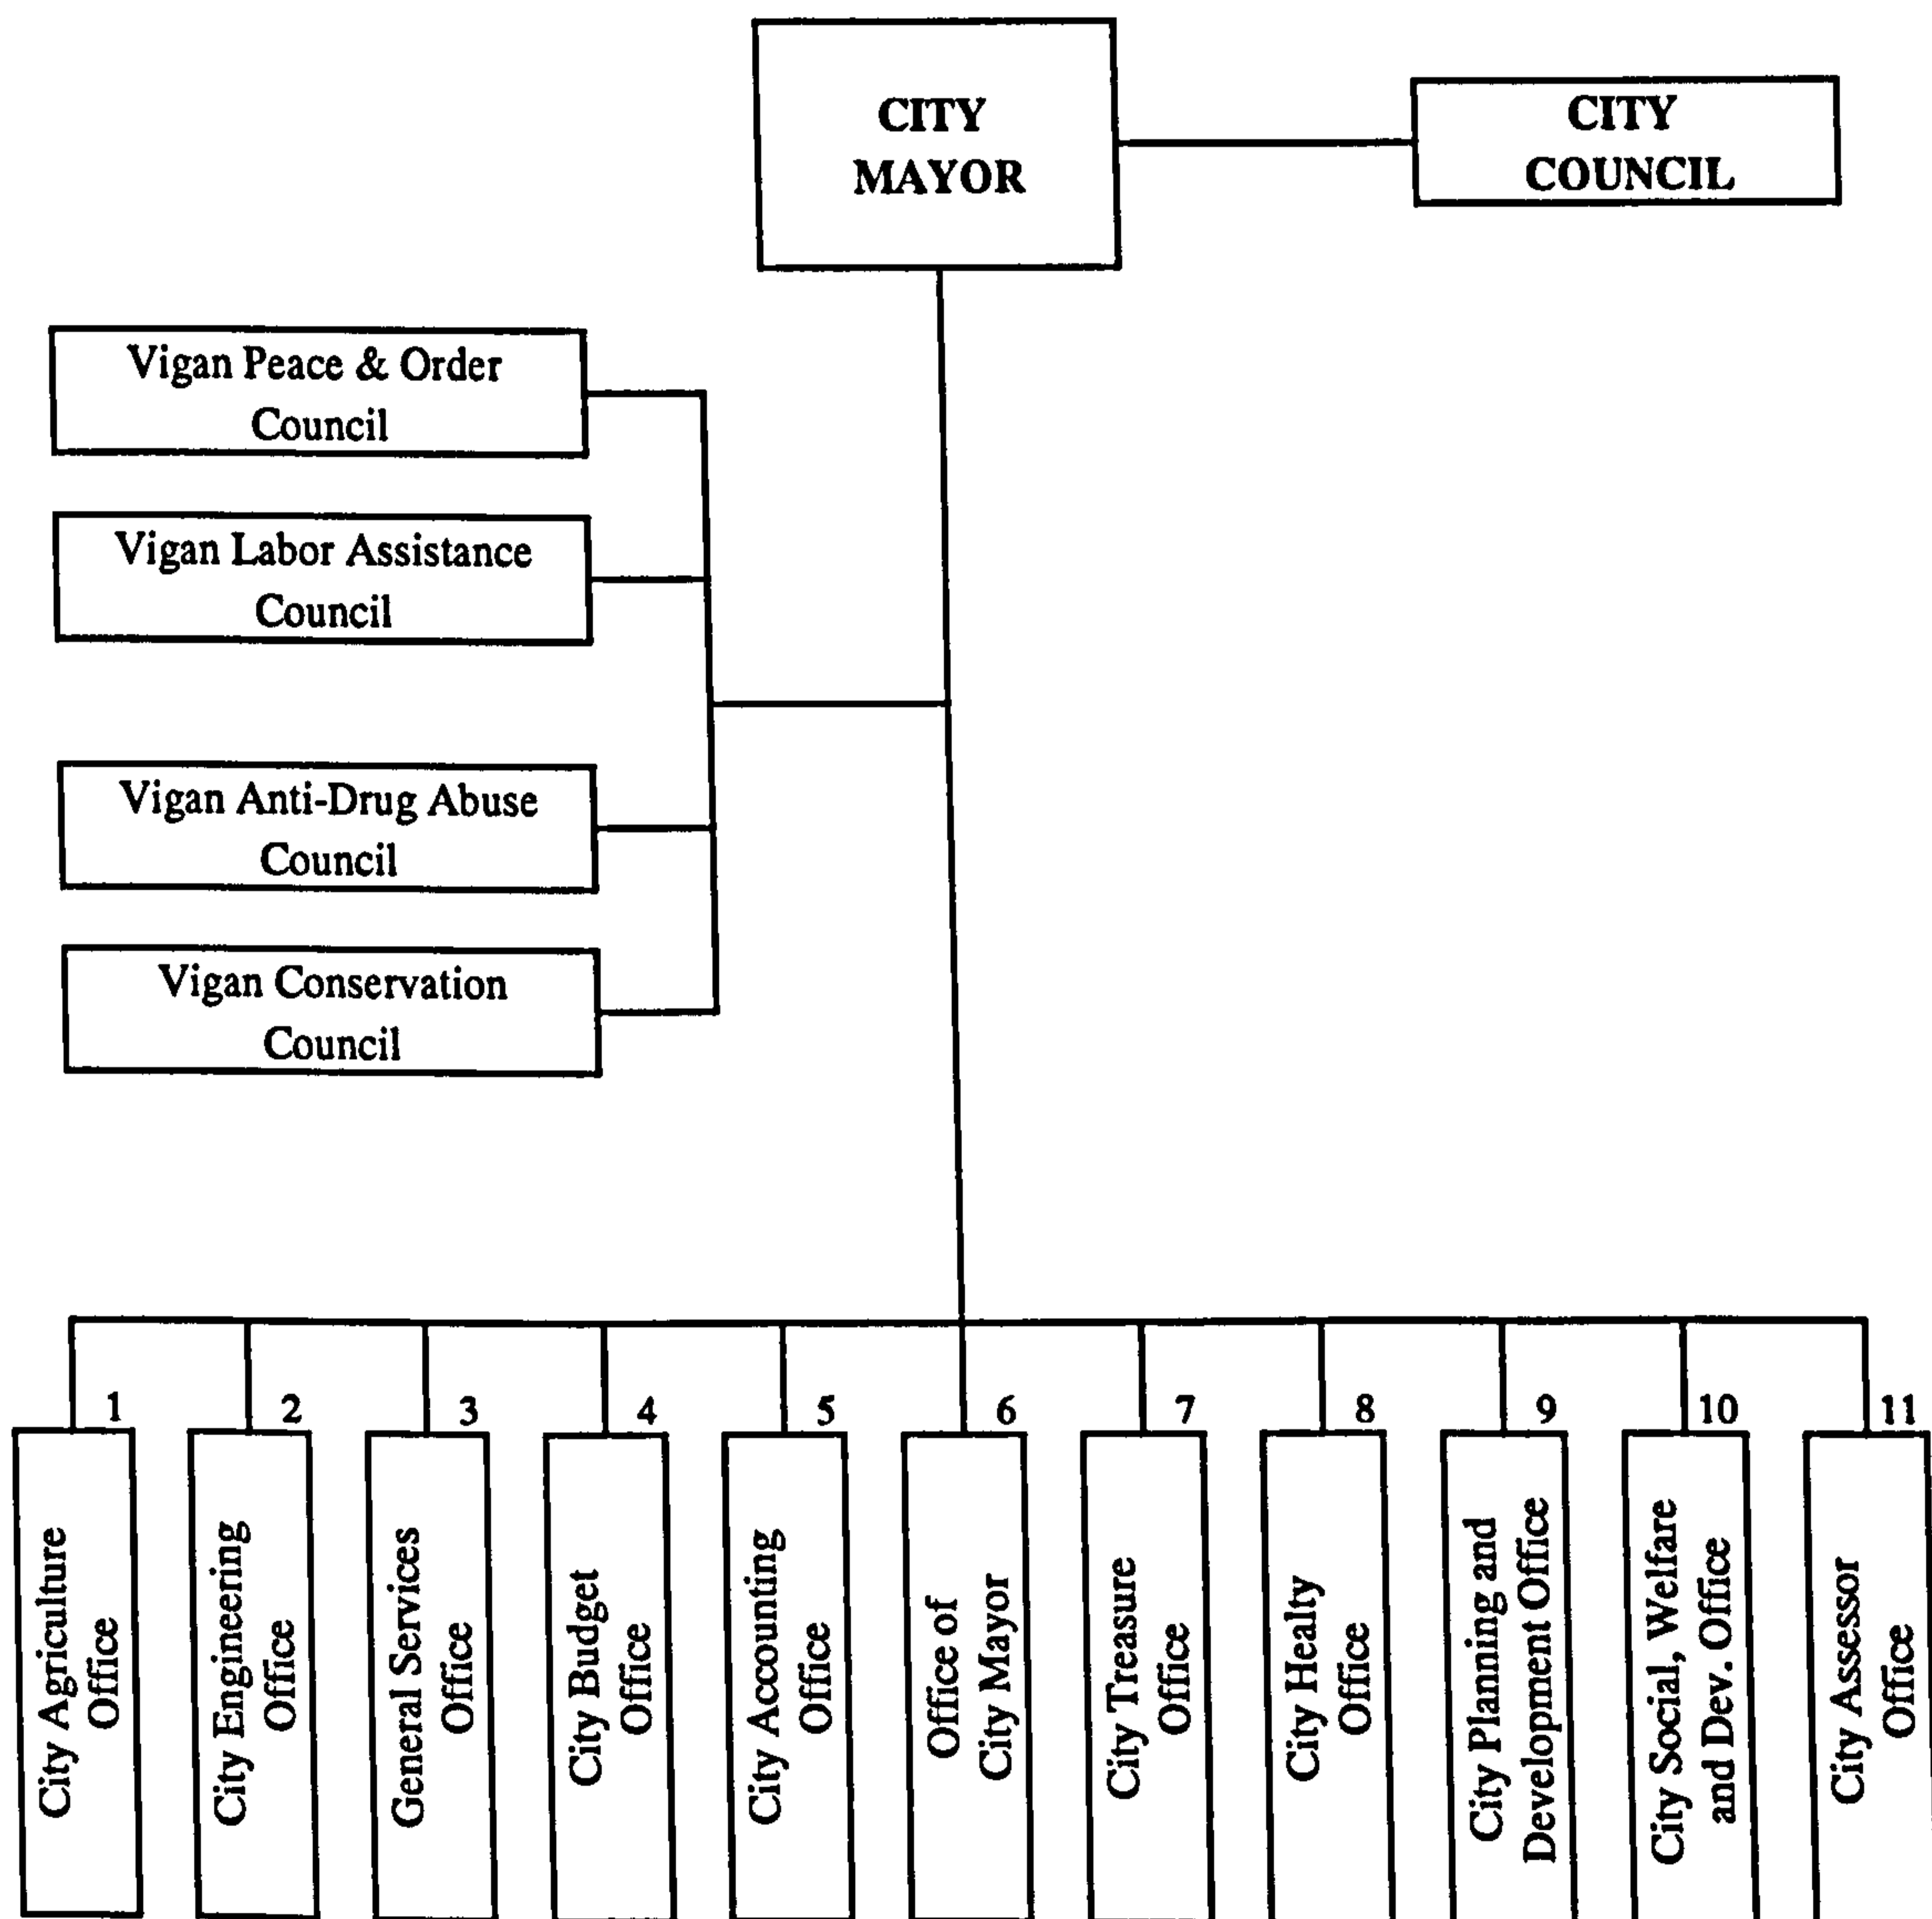 CITY
MAYOR
CITY
COUNCIL
Vigan Peace & Order
Council
Vigan Labor Assistance
Council
Vigan Anti-Drug Abuse
Council
Vigan Conservation
Council
1
City Agriculture
Office
2
City Engineering
Office
3
General Services
Office
4
City Budget
Office
5
City Accounting
Office
6
Office of
City Mayor
7
City Treasure
Office
8
City Healty
Office
9
City Planning and
Development Office
10
City Social, Welfare
and Dev. Office
11
City Assessor
Office